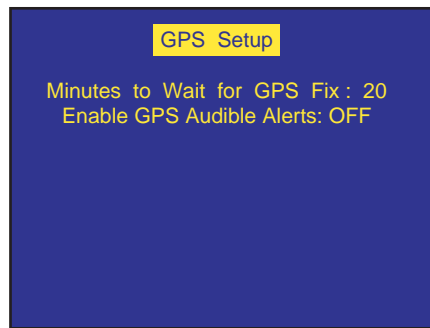 GPS Setup
Minutes to Wait for GPS Fix : 20
Enable GPS Audible Alerts: OFF